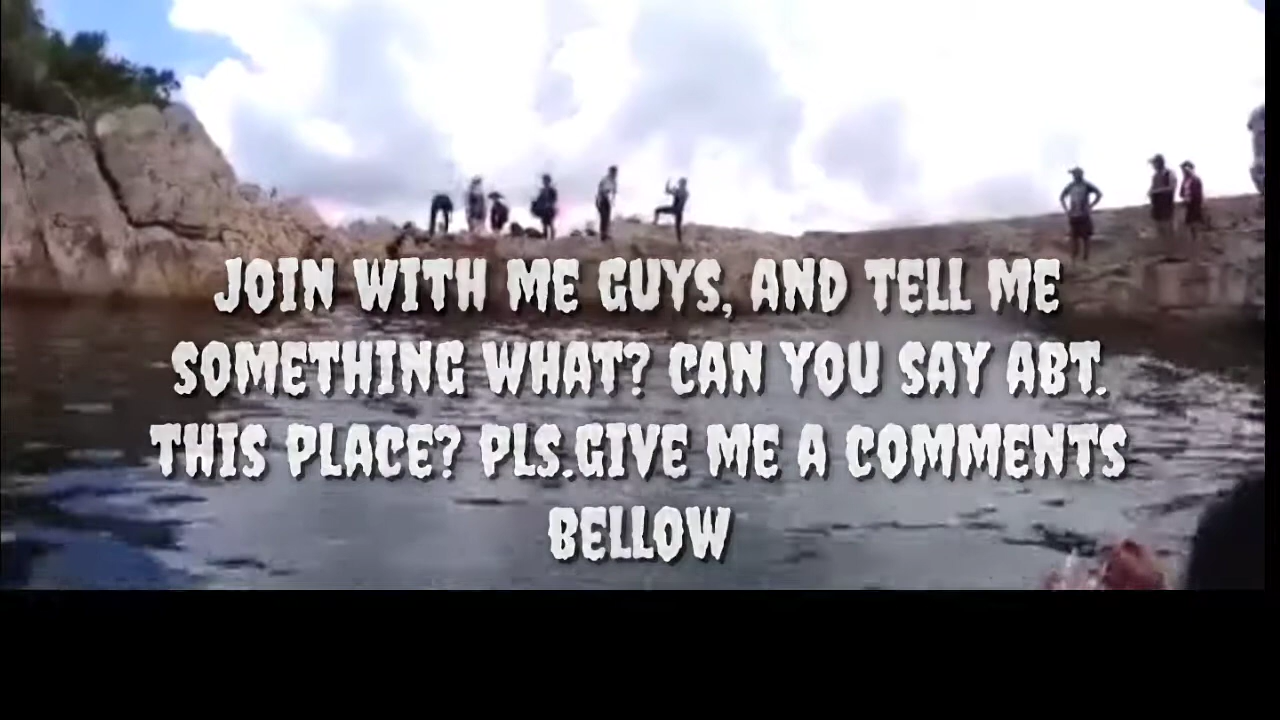 JOIN WITH ME GUYS, AND TELL ME
SOMETHING WHAT? CAN YOU SAY ABT.
THIS PLACE? PLS.GIVE ME A COMMENTS
BELLOW